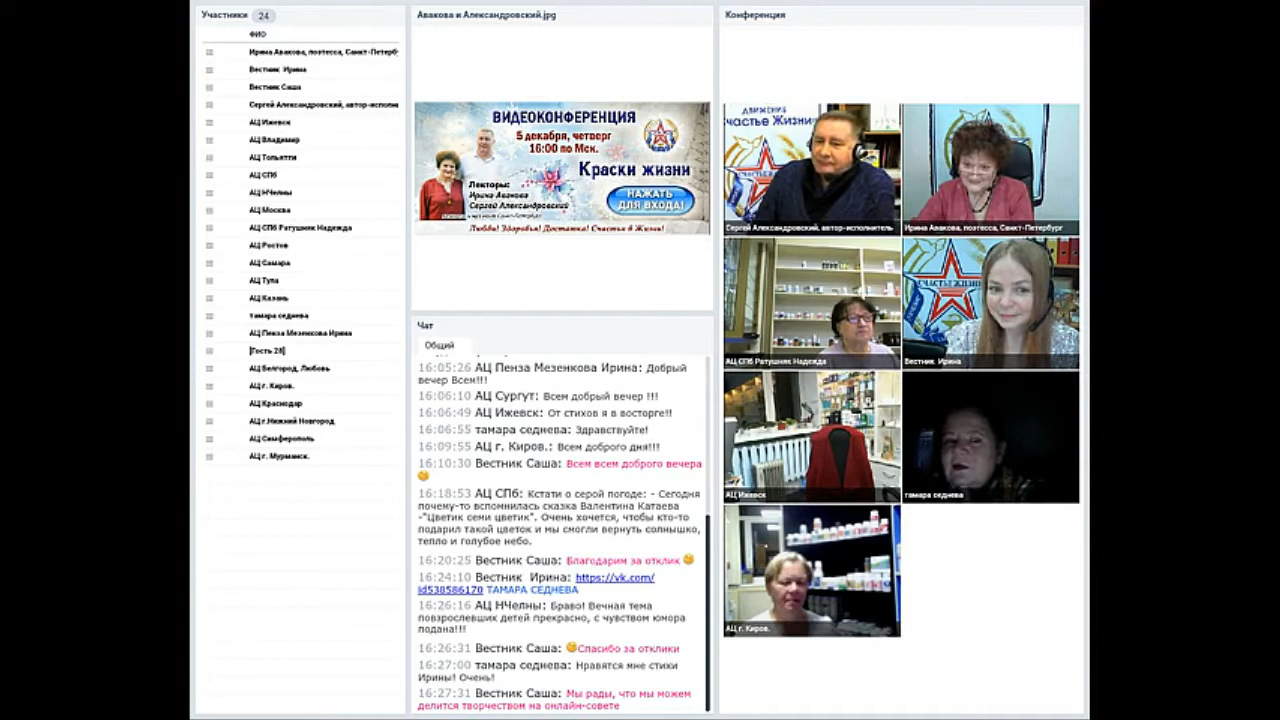 Участники 24
ФИО
Ирина Авакова, поэтесса, Санкт-Петерб
Вестник Ирина
Вестник Саша
Сергей Александровский, автор-исполни
АЦ Ижевск
АЦ Владимир
АЦ Тольятти
АЦ СПб
АЦ НЧелны
АЦ Москва
АЦ СПб Ратушняк Надежда
АЦ Ростов
АЦ Самара
АЦ Тула
АЦ Казань
тамара седнева
АЦ Пенза Мезенкова Ирина
[Гость 28]
АЦ Белгород, Любовь
АЦ г. Киров.
АЦ Краснодар
АЦ г.Нижний Новгород
АЦ Симферополь
АЦ г. Мурманск.
Авакова и Александровский.jpg
ВИДЕОКОНФЕРЕНЦИЯ
5 декабря, четверг
16:00 по Мск.
Краски жизни
Лекторы:
Ирина Авакова
Сергей Александровский
НАЖАТЬ
ДЛЯ ВХОДА!
Любви! Здоровья! Достатка! Счастья в Жизни!
Чат
Общий
16:05:26 АЦ Пенза Мезенкова Ирина: Добрый
вечер Всем!!!
16:06:10 АЦ Сургут: Всем добрый вечер !!!
16:06:49 АЦ Ижевск: От стихов я в восторге!!
16:06:55 тамара седнева: Здравствуйте!
16:09:55 АЦ г. Киров.: Всем доброго дня!!!
16:10:30 Вестник Саша: Всем всем доброго вечера
16:18:53 АЦ СПб: Кстати о серой погоде: - Сегодня
почему-то вспомнилась сказка Валентина Катаева
-"Цветик семи цветик". Очень хочется, чтобы кто-то
подарил такой цветок и мы смогли вернуть солнышко,
тепло и голубое небо.
16:20:25 Вестник Саша: Благодарим за отклик
16:24:10 Вестник Ирина: https://vk.com/
id538586170 ТАМАРА СЕДНЕВА
16:26:16 АЦ НЧелны: Браво! Вечная тема
повзрослевших детей прекрасно, с чувством юмора
подана!!!
16:26:31 Вестник Саша: Спасибо за отклики
16:27:00 тамара седнева: Нравятся мне стихи
Ирины! Очень!
16:27:31 Вестник Саша: Мы рады, что мы можем
делится творчеством на онлайн-совете
Конференция
ДВИЖЕНИЕ
Счастье Жизни
Сергей Александровский, автор-исполнитель
Ирина Авакова, поэтесса, Санкт-Петербург
АЦ СПб Ратушняк Надежда
СЧАСТЬЕ ЖИЗНИ
Вестник Ирина
АЦ Ижевск
тамара седнева
АЦ г. Киров.